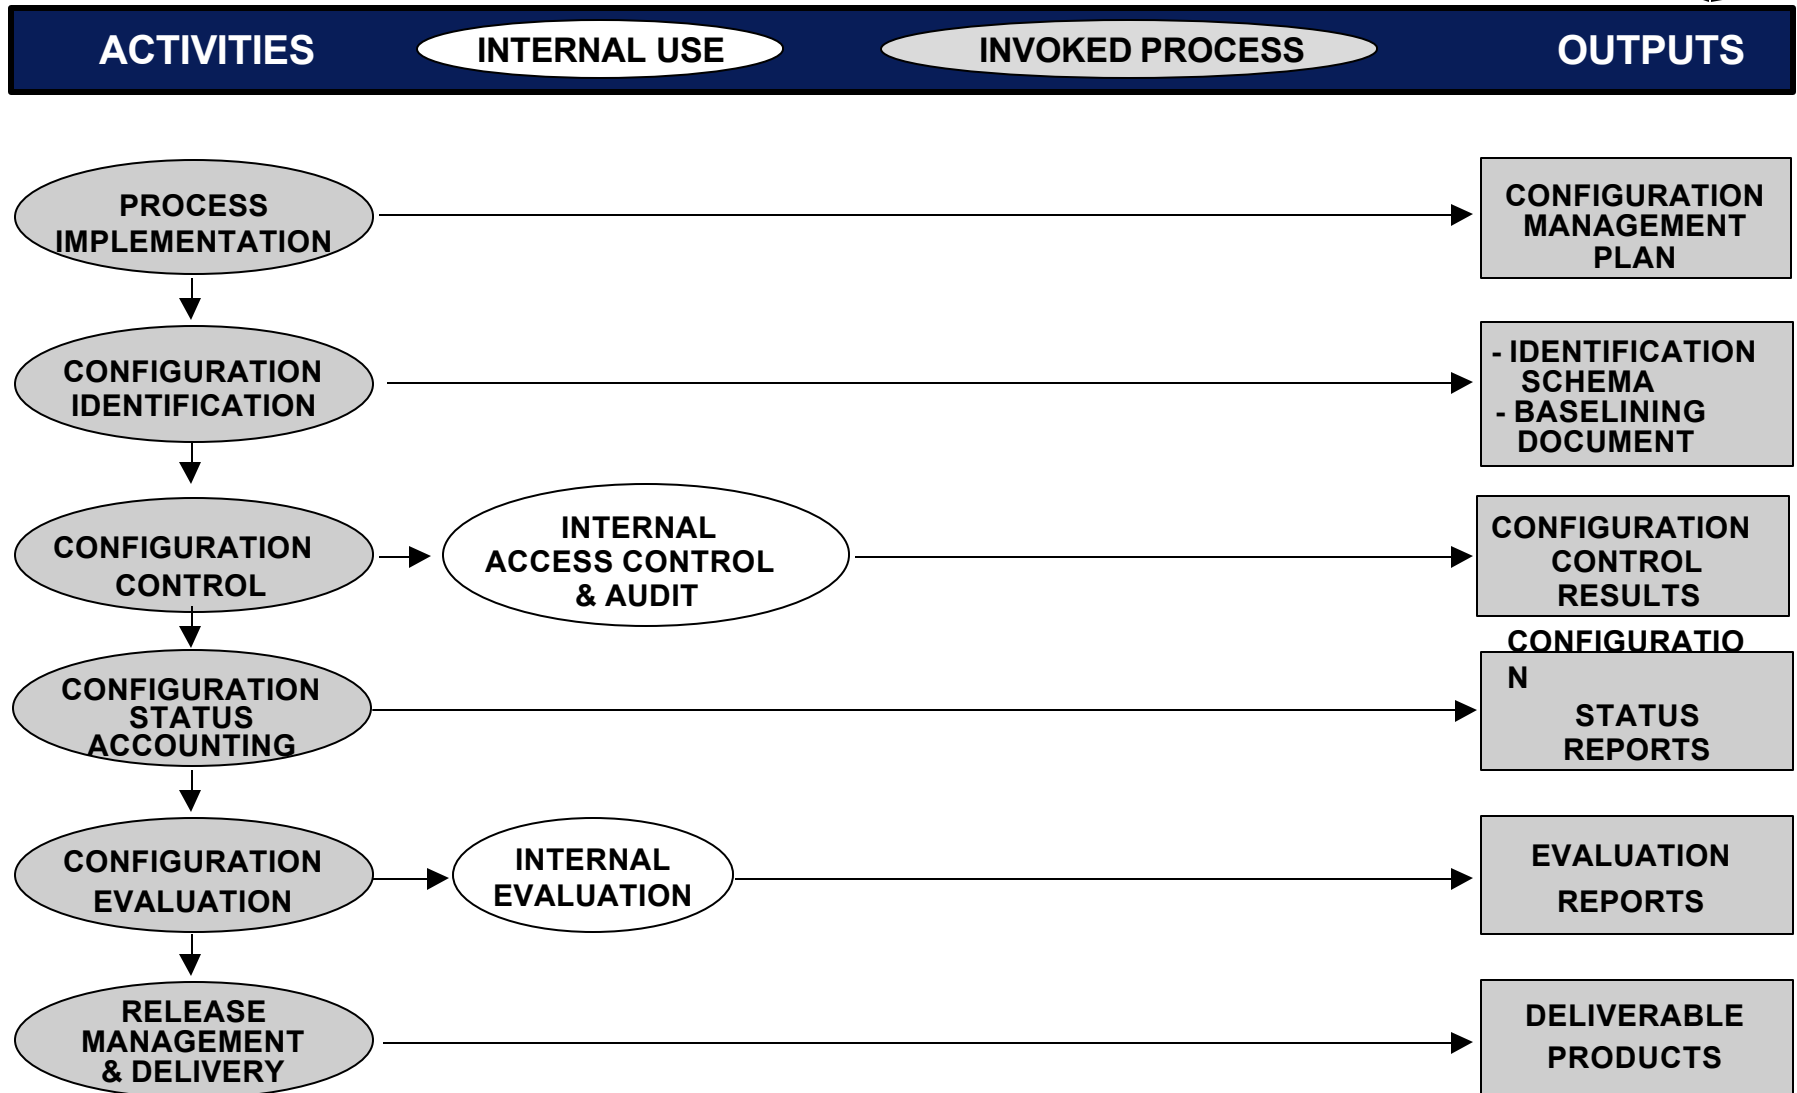 ACTIVITIES
INTERNAL USE
INVOKED PROCESS
OUTPUTS
PROCESS
IMPLEMENTATION
CONFIGURATION
MANAGEMENT
PLAN
CONFIGURATION
IDENTIFICATION
- IDENTIFICATION
SCHEMA
- BASELINING
DOCUMENT
CONFIGURATION
CONTROL
INTERNAL
ACCESS CONTROL
& AUDIT
CONFIGURATION
CONTROL
RESULTS
CONFIGURATION
STATUS
ACCOUNTING
CONFIGURATIO
N
STATUS
REPORTS
CONFIGURATION
EVALUATION
INTERNAL
EVALUATION
EVALUATION
REPORTS
RELEASE
MANAGEMENT
& DELIVERY
DELIVERABLE
PRODUCTS